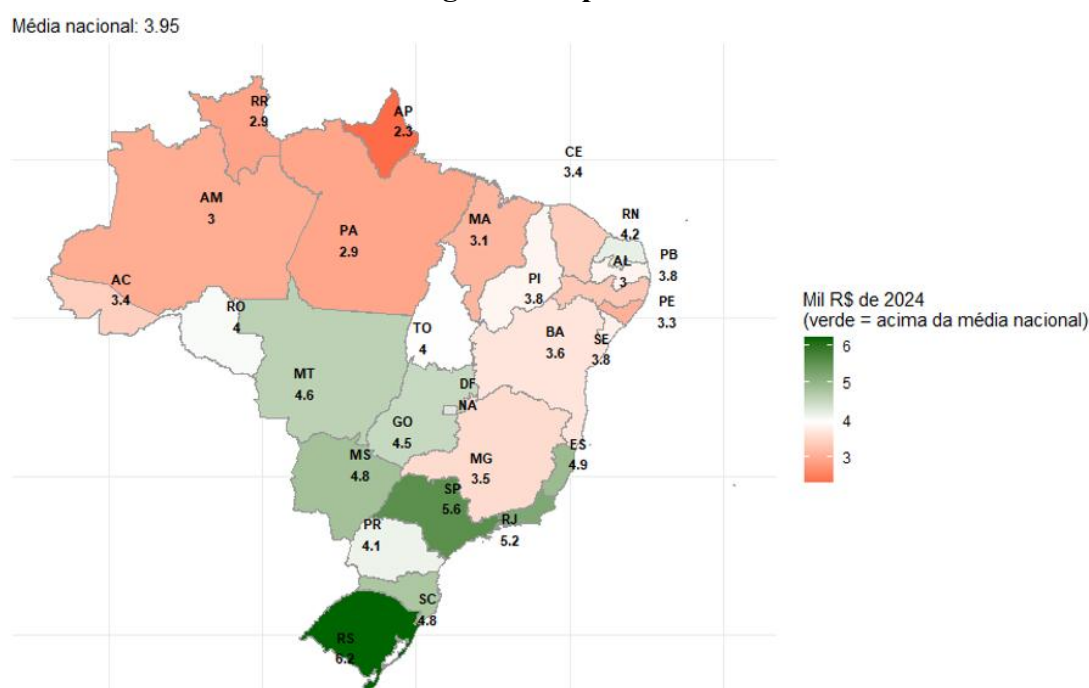 Média nacional: 3.95
RR
2.9
AP
2.3
CE
3.4
AM
3
PA
2.9
MA
3.1
RN
4.2
AL
3
PB
3.8
PI
3.8
PE
3.3
AC
3.4
RO
4
TO
4
BA
3.6
SE
3.8
MT
4.6
DF
NA
GO
4.5
MG
3.5
ES
4.9
MS
4.8
SP
5.6
RJ
5.2
PR
4.1
SC
4.8
RS
6.2
Mil R$ de 2024
(verde = acima da média nacional)
6
5
4
3